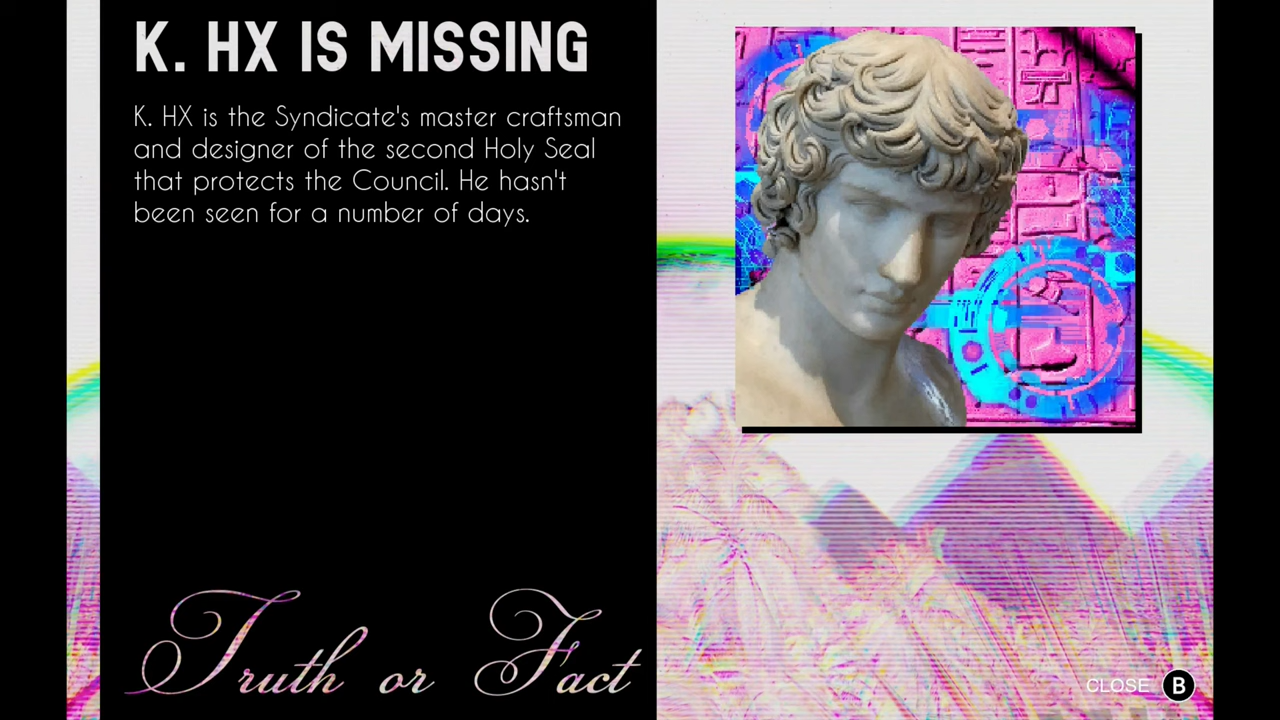 K. HX IS MISSING
K. HX is the Syndicate's master craftsman
and designer of the second Holy Seal
that protects the Council. He hasn't
been seen for a number of days.
Truth or Fact
CLOSE B